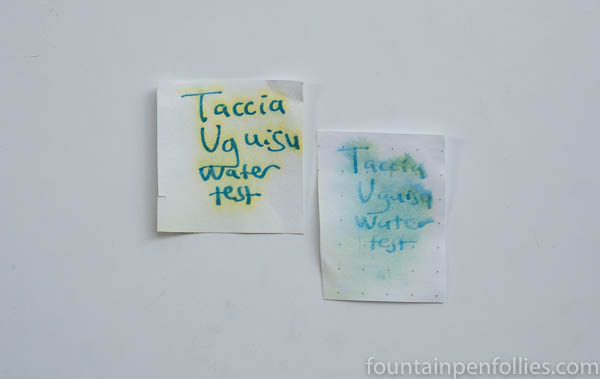 Taccia
Uguisu
water
test
Taccia
Uguisu
water
test
fountainpenfollies.com